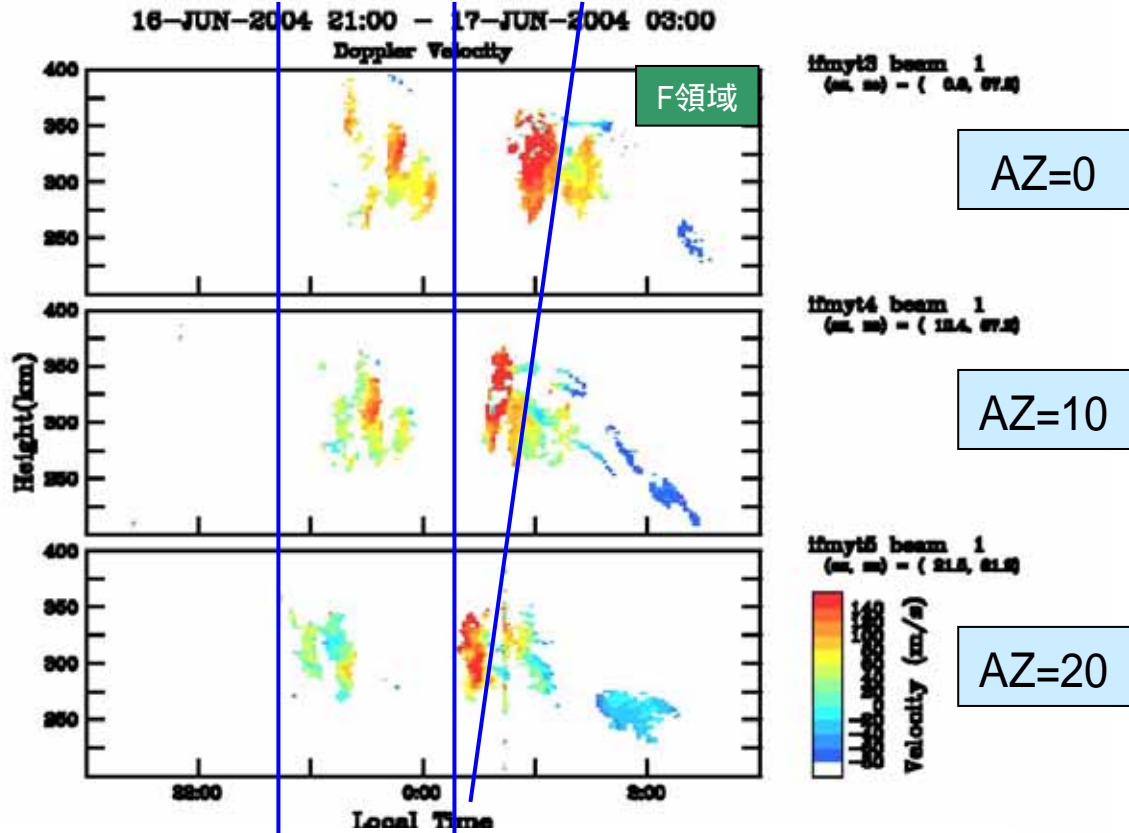 16-JUN-2004 21:00 - 17-JUN-2004 03:00
Doppler Velocity
F領域
400
350
300
250
ifmyt3 beam 1
AZ=0
400
350
300
250
ifmyt4 beam 1
AZ=10
Height(km)
400
350
300
250
ifmyt5 beam 1
AZ=20
Velocity (m/s)
22:00 0:00 2:00
Local Time